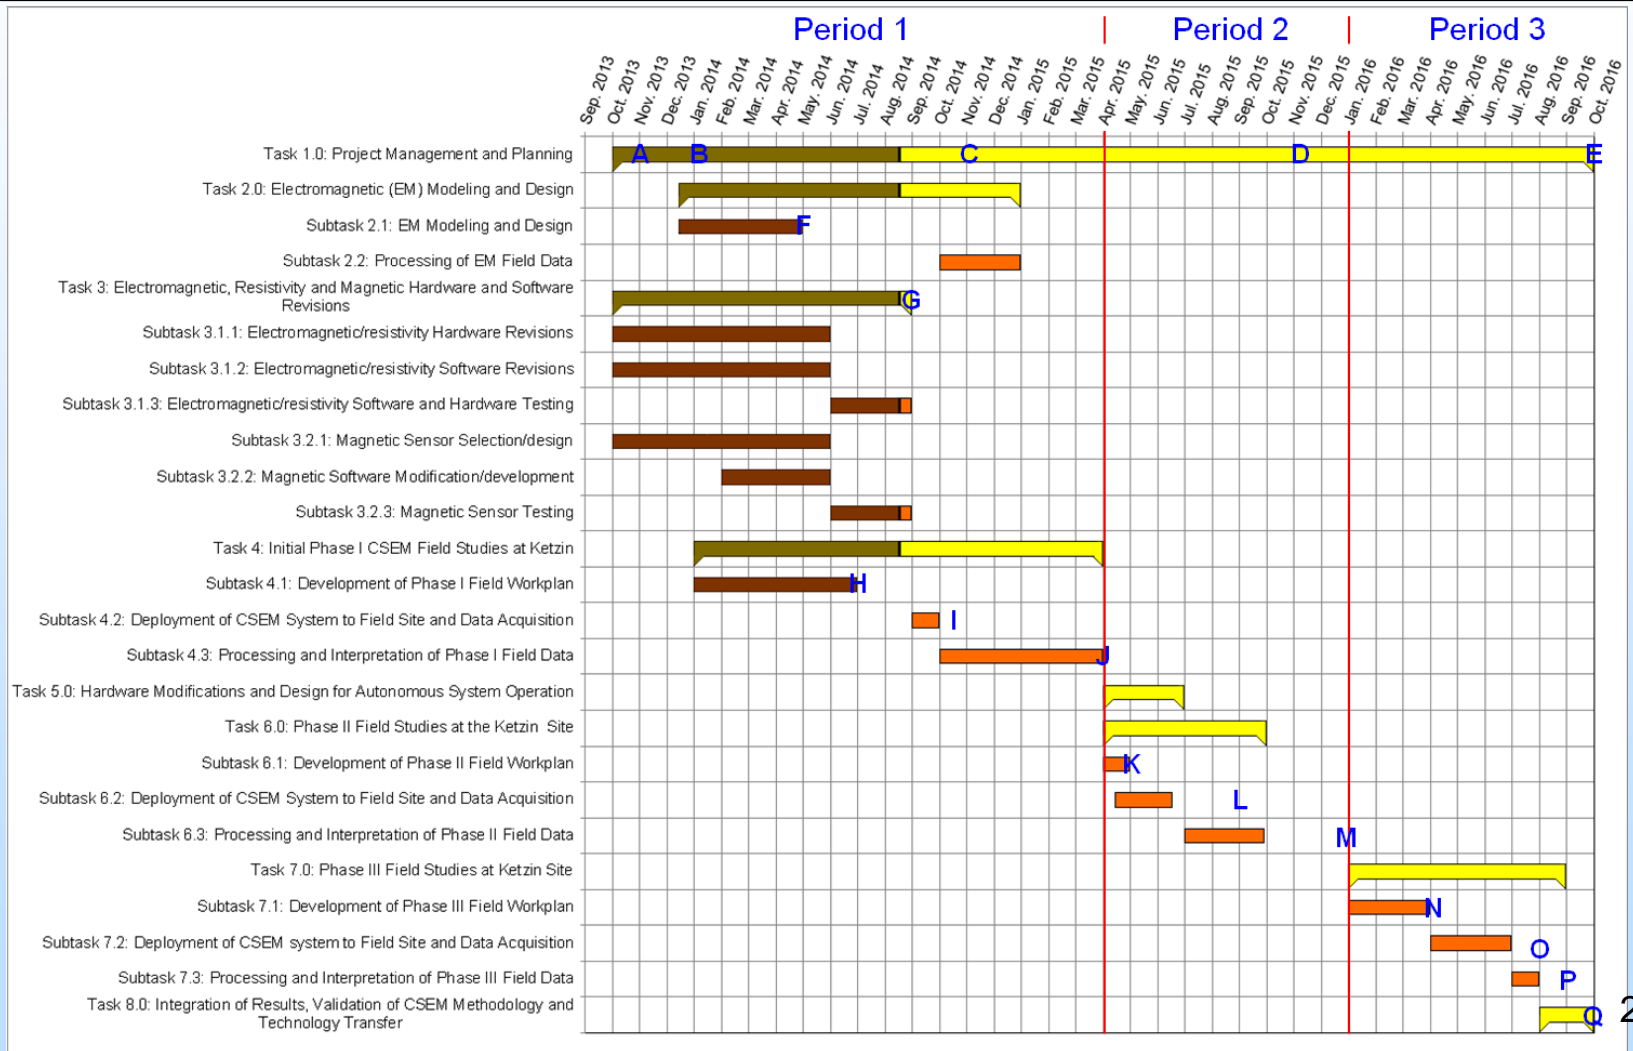 Period 1 Period 2 Period 3
Sep. 2013 Oct. 2013 Nov. 2013 Dec. 2013 Jan. 2014 Feb. 2014 Mar. 2014 Apr. 2014 May. 2014 Jun. 2014 Jul. 2014 Aug. 2014 Sep. 2014 Oct. 2014 Nov. 2014 Dec. 2014 Jan. 2015 Feb. 2015 Mar. 2015 Apr. 2015 May. 2015 Jun. 2015 Jul. 2015 Aug. 2015 Sep. 2015 Oct. 2015 Nov. 2015 Dec. 2015 Jan. 2016 Feb. 2016 Mar. 2016 Apr. 2016 May. 2016 Jun. 2016 Jul. 2016 Aug. 2016 Sep. 2016 Oct. 2016
Task 1.0: Project Management and Planning A B C D E
Task 2.0: Electromagnetic (EM) Modeling and Design
Subtask 2.1: EM Modeling and Design F
Subtask 2.2: Processing of EM Field Data
Task 3: Electromagnetic, Resistivity and Magnetic Hardware and Software
Revisions G
Subtask 3.1.1: Electromagnetic/resistivity Hardware Revisions
Subtask 3.1.2: Electromagnetic/resistivity Software Revisions
Subtask 3.1.3: Electromagnetic/resistivity Software and Hardware Testing
Subtask 3.2.1: Magnetic Sensor Selection/design
Subtask 3.2.2: Magnetic Software Modification/development
Subtask 3.2.3: Magnetic Sensor Testing
Task 4: Initial Phase I CSEM Field Studies at Ketzin
Subtask 4.1: Development of Phase I Field Workplan H
Subtask 4.2: Deployment of CSEM System to Field Site and Data Acquisition I
Subtask 4.3: Processing and Interpretation of Phase I Field Data J
Task 5.0: Hardware Modifications and Design for Autonomous System Operation
Task 6.0: Phase II Field Studies at the Ketzin Site
Subtask 6.1: Development of Phase II Field Workplan K
Subtask 6.2: Deployment of CSEM System to Field Site and Data Acquisition L
Subtask 6.3: Processing and Interpretation of Phase II Field Data M
Task 7.0: Phase III Field Studies at Ketzin Site
Subtask 7.1: Development of Phase III Field Workplan N
Subtask 7.2: Deployment of CSEM system to Field Site and Data Acquisition O
Subtask 7.3: Processing and Interpretation of Phase III Field Data P
Task 8.0: Integration of Results, Validation of CSEM Methodology and
Technology Transfer Q